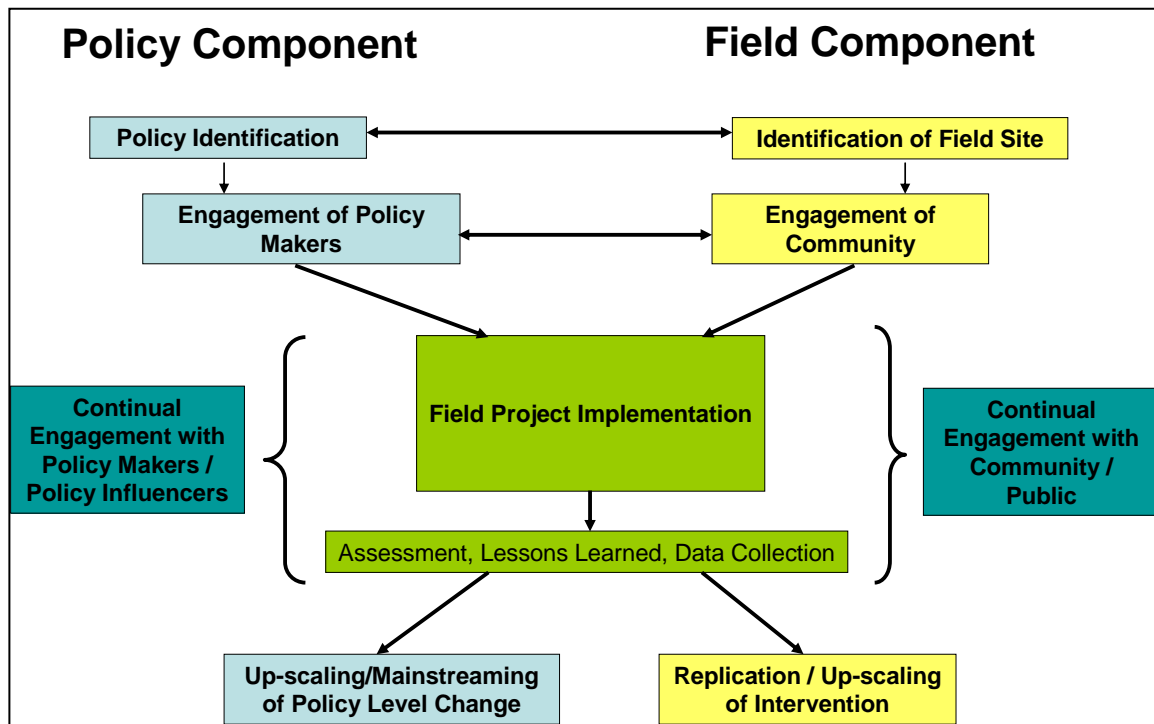 Policy Component
Field Component
Policy Identification
Identification of Field Site
Engagement of Policy
Makers
Engagement of
Community
Field Project Implementation
Continual
Engagement with
Policy Makers /
Policy Influencers
Continual
Engagement with
Community /
Public
Assessment, Lessons Learned, Data Collection
Up-scaling/Mainstreaming
of Policy Level Change
Replication / Up-scaling
of Intervention